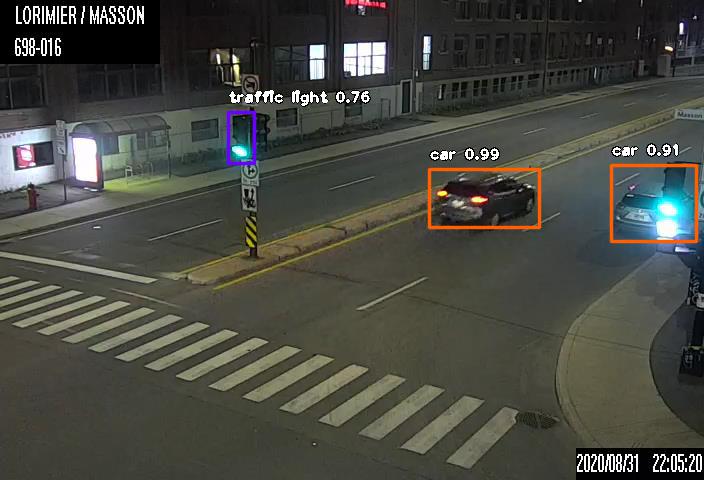 LORIMIER / MASSON
698-016
traffic light 0.76
car 0.99
car 0.91
Masson
2020/08/31 22:05:20